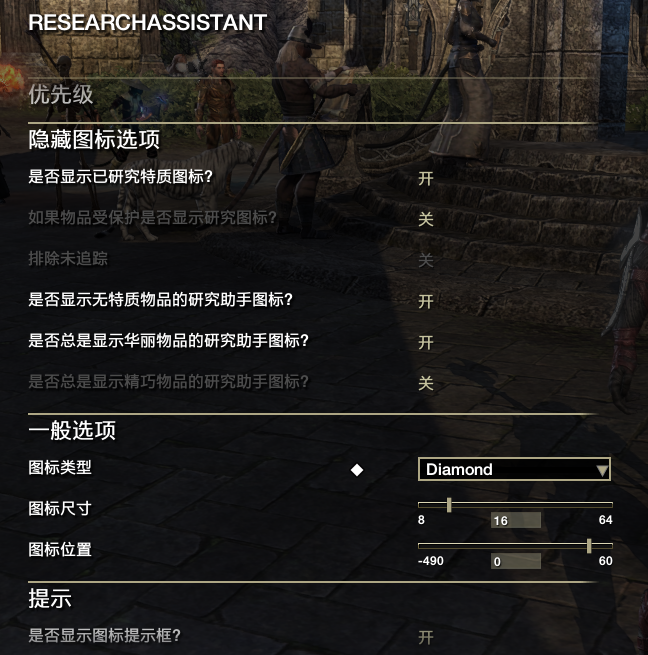 RESEARCHASSISTANT
优先级
隐藏图标选项
是否显示已研究特质图标? 开
如果物品受保护是否显示研究图标? 关
排除未追踪 关
是否显示无特质物品的研究助手图标? 开
是否总是显示华丽物品的研究助手图标? 开
是否总是显示精巧物品的研究助手图标? 关
一般选项
图标类型 Diamond
图标尺寸
8 16 64
图标位置
-490 0 60
提示
是否显示图标提示框? 开